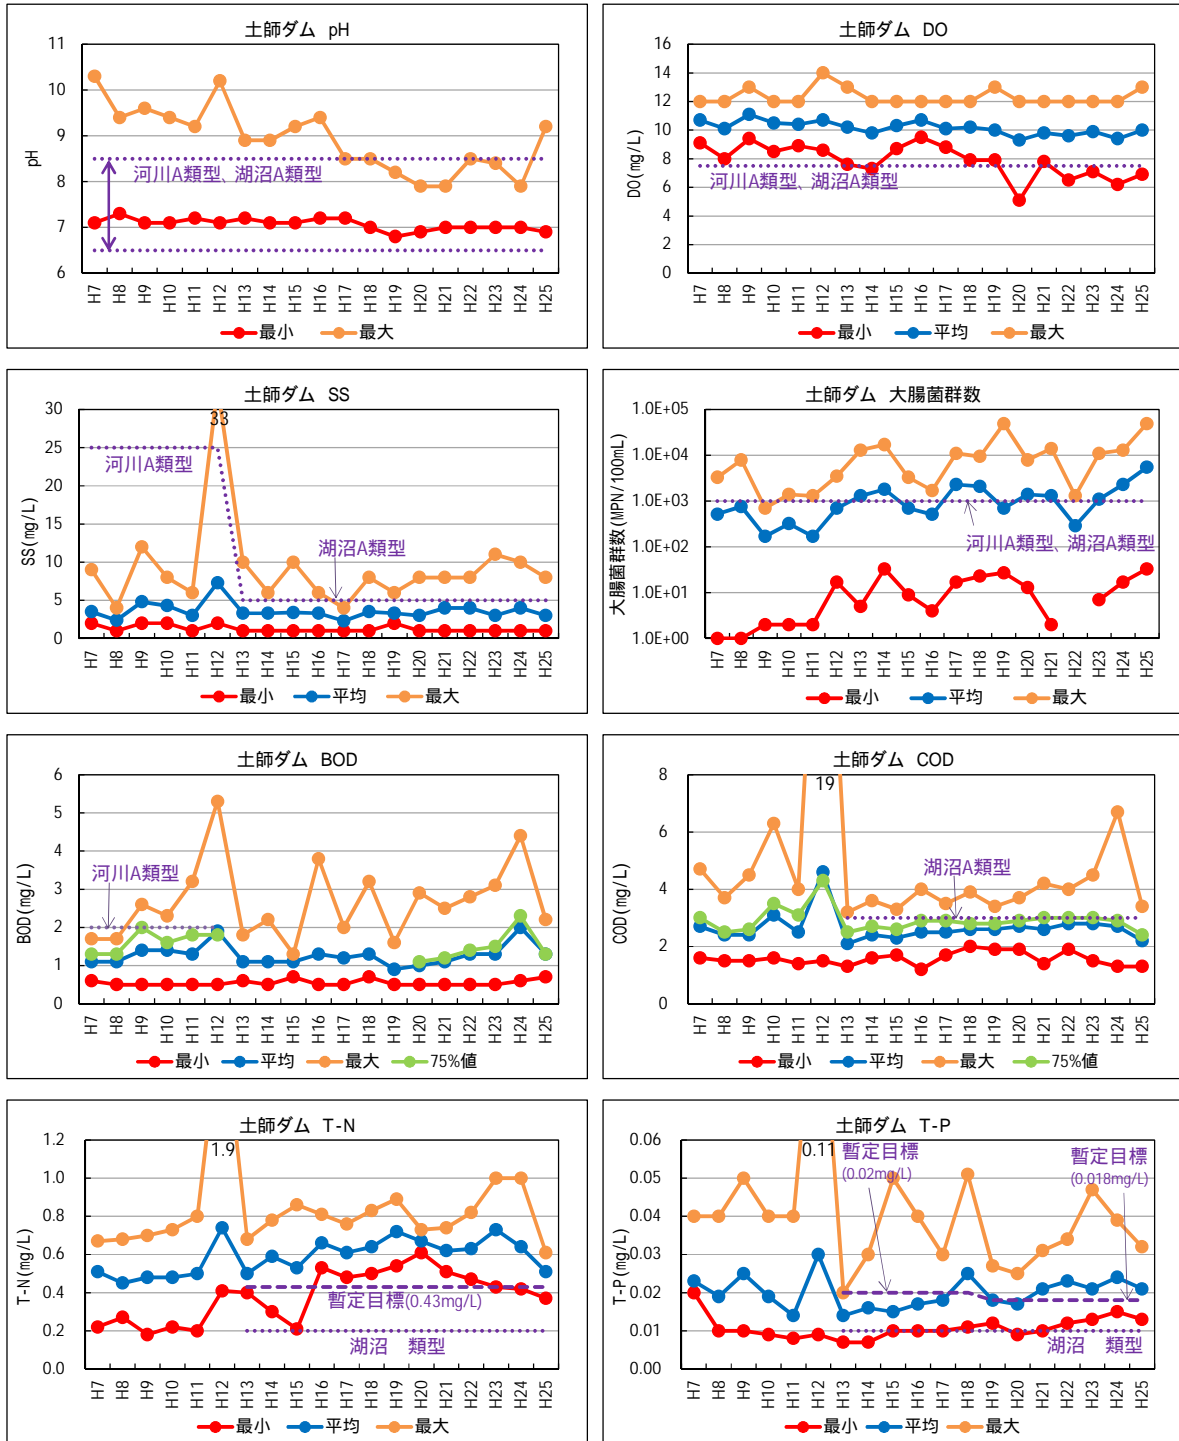 土師ダム pH
pH
11
10
9
8
7
6
河川A類型、湖沼A類型
H7 H8 H9 H10 H11 H12 H13 H14 H15 H16 H17 H18 H19 H20 H21 H22 H23 H24 H25
最小 最大
土師ダム DO
DO(mg/L)
16
14
12
10
8
6
4
2
0
河川A類型、湖沼A類型
H7 H8 H9 H10 H11 H12 H13 H14 H15 H16 H17 H18 H19 H20 H21 H22 H23 H24 H25
最小 平均 最大
土師ダム SS
SS(mg/L)
30
25
20
15
10
5
0
33
河川A類型
湖沼A類型
H7 H8 H9 H10 H11 H12 H13 H14 H15 H16 H17 H18 H19 H20 H21 H22 H23 H24 H25
最小 平均 最大
土師ダム 大腸菌群数
大腸菌群数(MPN/100mL)
1.0E+05
1.0E+04
1.0E+03
1.0E+02
1.0E+01
1.0E+00
河川A類型、湖沼A類型
H7 H8 H9 H10 H11 H12 H13 H14 H15 H16 H17 H18 H19 H20 H21 H22 H23 H24 H25
最小 平均 最大
土師ダム BOD
BOD(mg/L)
6
5
4
3
2
1
0
河川A類型
H7 H8 H9 H10 H11 H12 H13 H14 H15 H16 H17 H18 H19 H20 H21 H22 H23 H24 H25
最小 平均 最大 75%値
土師ダム COD
COD(mg/L)
8
6
4
2
0
19
湖沼A類型
H7 H8 H9 H10 H11 H12 H13 H14 H15 H16 H17 H18 H19 H20 H21 H22 H23 H24 H25
最小 平均 最大 75%値
土師ダム T-N
T-N(mg/L)
1.2
1.0
0.8
0.6
0.4
0.2
0.0
1.9
暫定目標(0.43mg/L)
湖沼 類型
H7 H8 H9 H10 H11 H12 H13 H14 H15 H16 H17 H18 H19 H20 H21 H22 H23 H24 H25
最小 平均 最大
土師ダム T-P
T-P(mg/L)
0.06
0.05
0.04
0.03
0.02
0.01
0.00
0.11
暫定目標
(0.02mg/L)
暫定目標
(0.018mg/L)
湖沼 類型
H7 H8 H9 H10 H11 H12 H13 H14 H15 H16 H17 H18 H19 H20 H21 H22 H23 H24 H25
最小 平均 最大